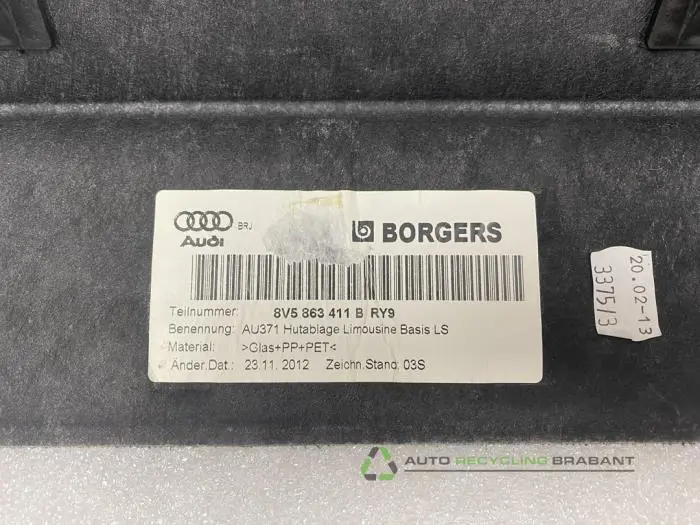 Audi BRJ BORGERS
Teilnummer: 8V5 863 411 B RY9
Benennung: AU371 Hutablage Limousine Basis LS
Material: >Glas+PP+PET<
Änder.Dat.: 23.11. 2012 Zeichn.Stand: 03S
20.02-13
3375/3
AUTO RECYCLING BRABANT